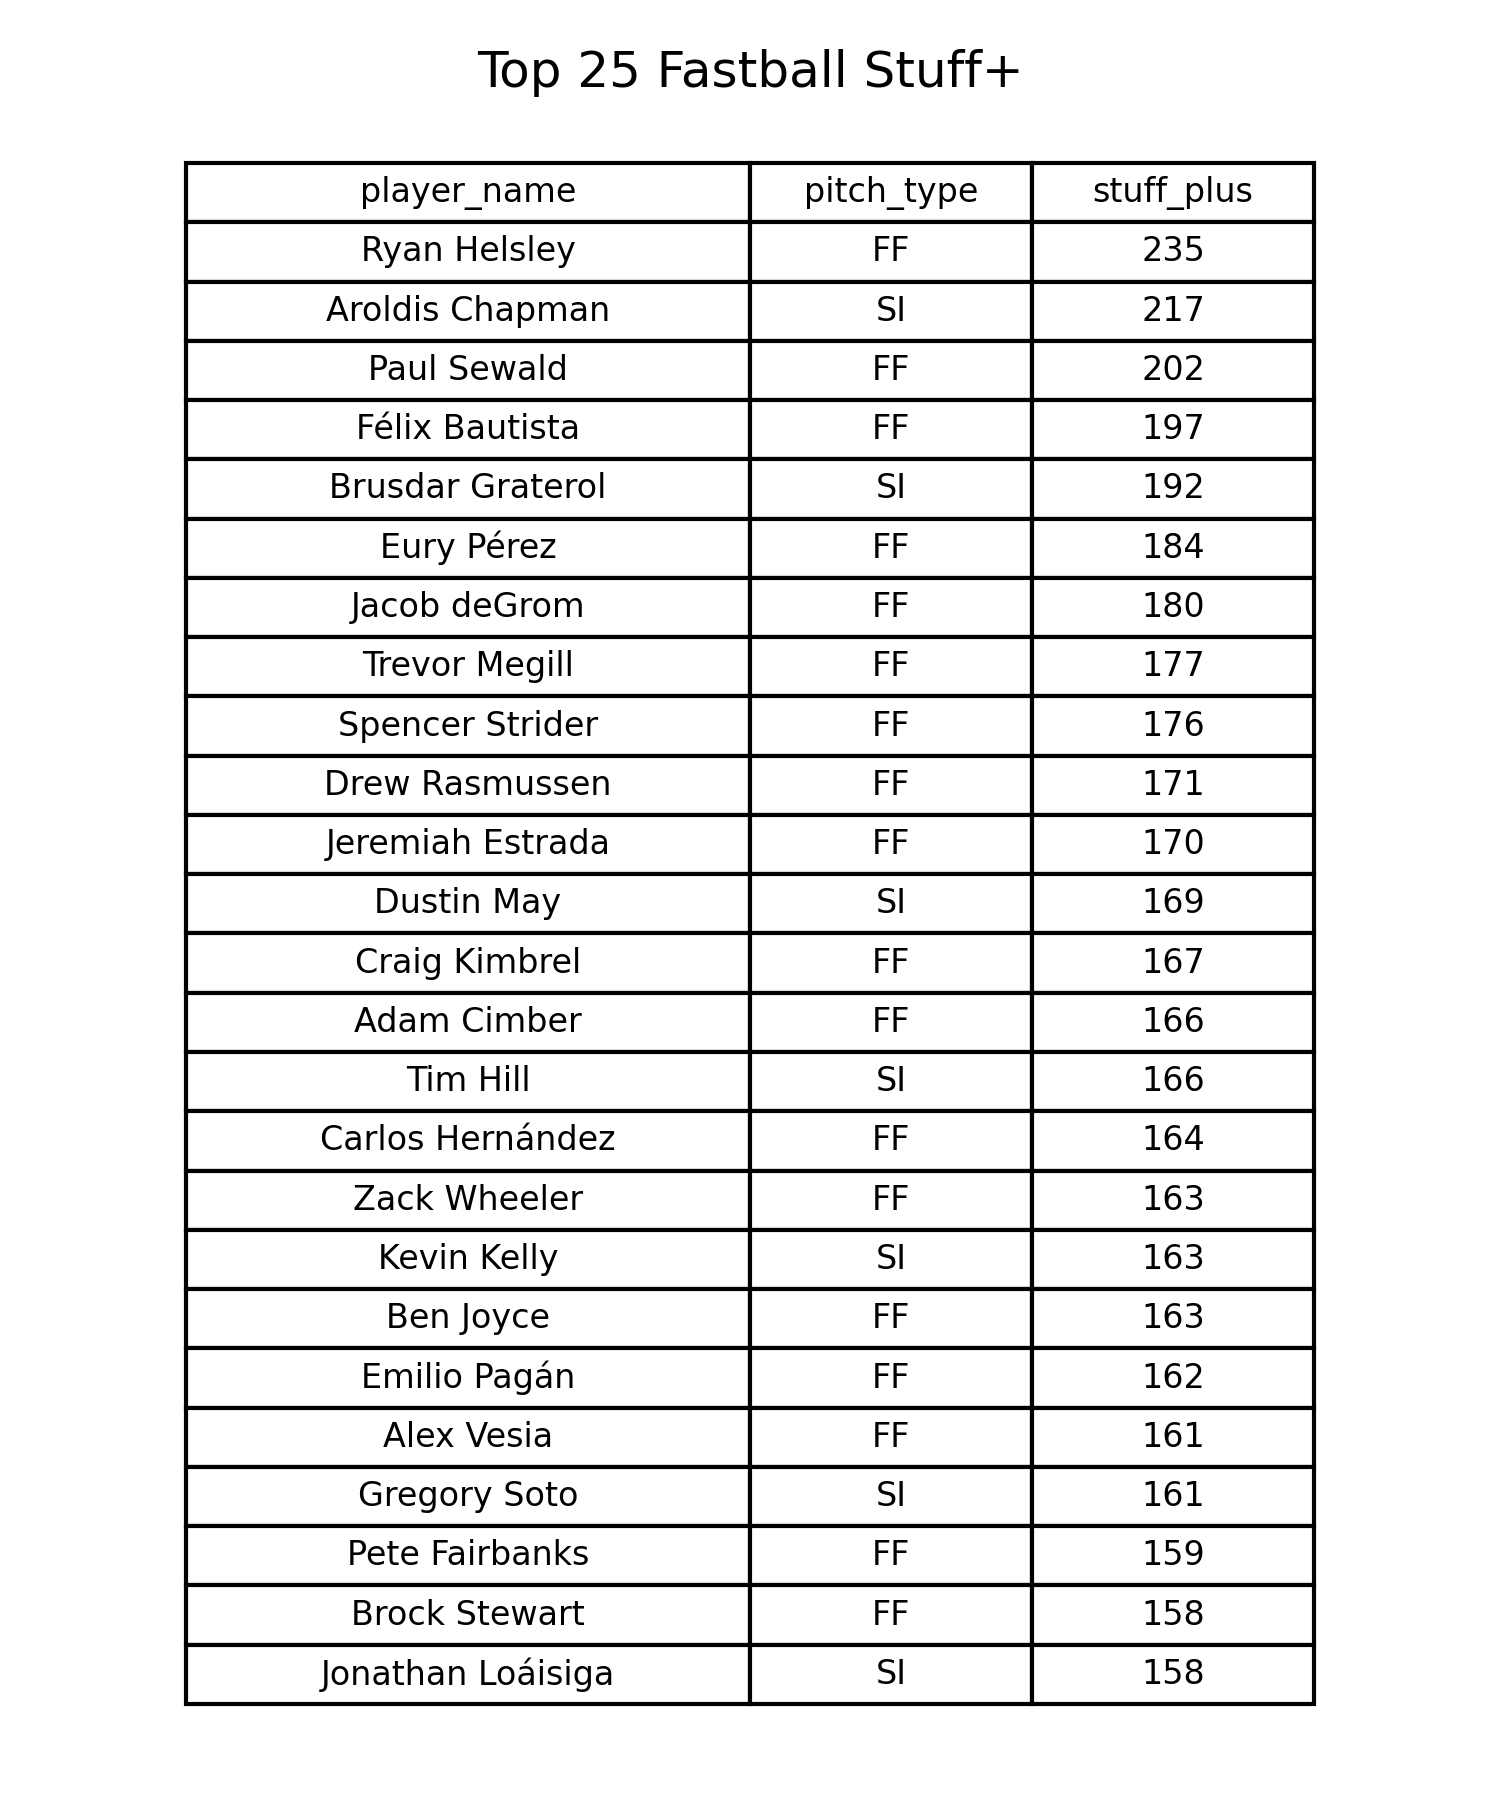 Top 25 Fastball Stuff+
player_name pitch_type stuff_plus
Ryan Helsley FF 235
Aroldis Chapman SI 217
Paul Sewald FF 202
Félix Bautista FF 197
Brusdar Graterol SI 192
Eury Pérez FF 184
Jacob deGrom FF 180
Trevor Megill FF 177
Spencer Strider FF 176
Drew Rasmussen FF 171
Jeremiah Estrada FF 170
Dustin May SI 169
Craig Kimbrel FF 167
Adam Cimber FF 166
Tim Hill SI 166
Carlos Hernández FF 164
Zack Wheeler FF 163
Kevin Kelly SI 163
Ben Joyce FF 163
Emilio Pagán FF 162
Alex Vesia FF 161
Gregory Soto SI 161
Pete Fairbanks FF 159
Brock Stewart FF 158
Jonathan Loáisiga SI 158